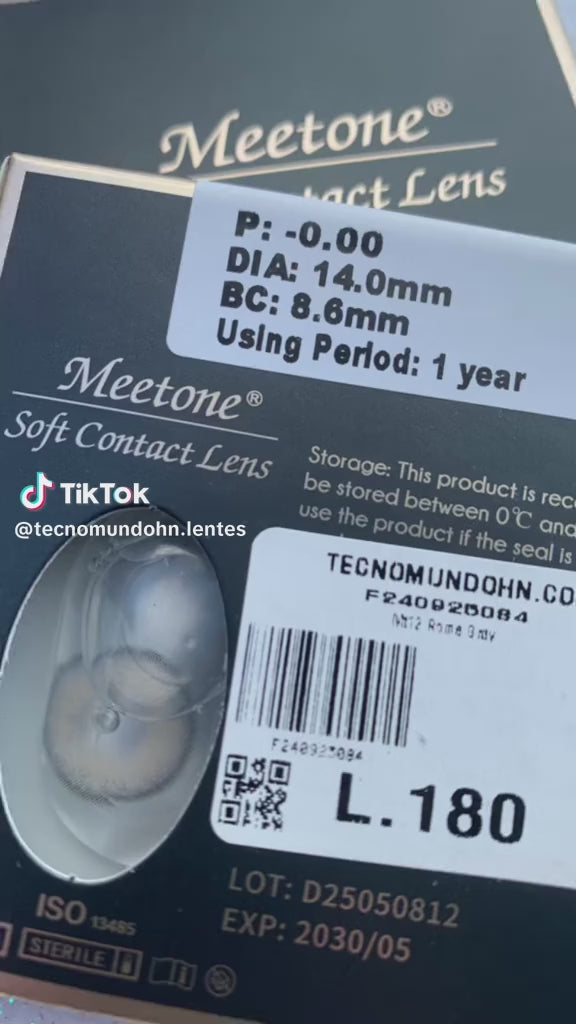 Meetone®
Contact Lens
P: -0.00
DIA: 14.0mm
BC: 8.6mm
Using Period: 1 year
Meetone®
Soft Contact Lens
Storage: This product is
be stored between 0℃ and
use the product if the seal is
TikTok
@tecnomundohn.lentes
TECNOMUNDOHN.CO
F240925084
Rome Grey
L.180
LOT: D25050812
EXP: 2030/05
ISO 13485
STERILE